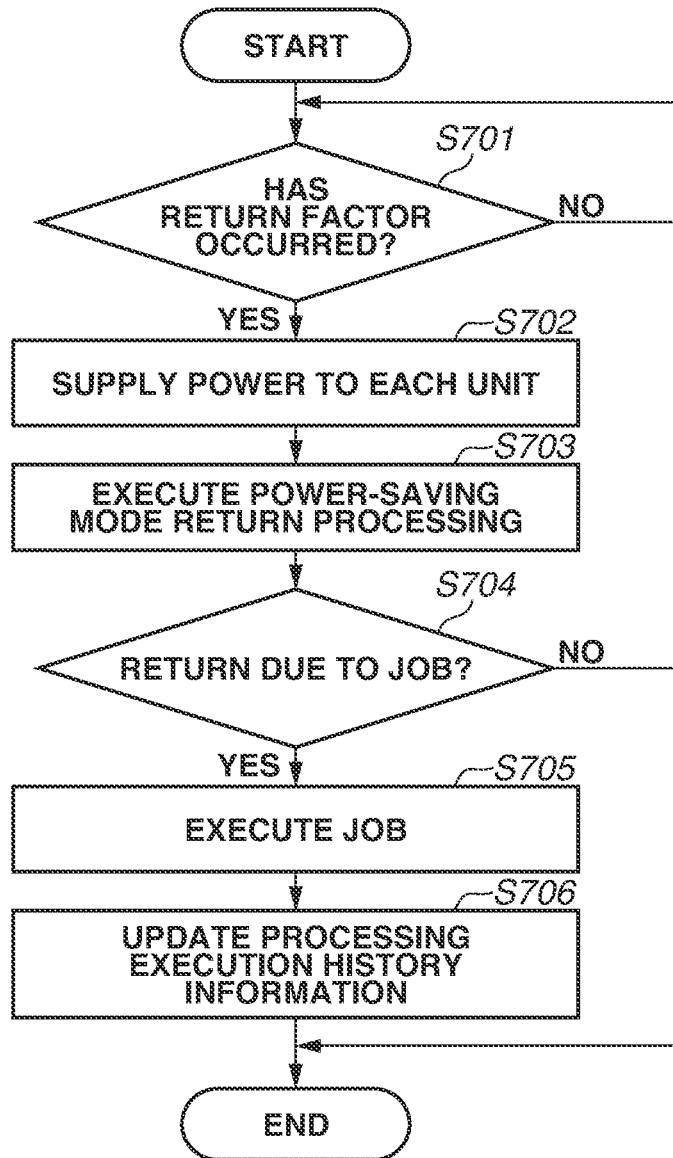 START
S701
HAS
RETURN FACTOR
OCCURRED?
NO
YES
S702
SUPPLY POWER TO EACH UNIT
S703
EXECUTE POWER-SAVING
MODE RETURN PROCESSING
S704
RETURN DUE TO JOB?
NO
YES
S705
EXECUTE JOB
S706
UPDATE PROCESSING
EXECUTION HISTORY
INFORMATION
END